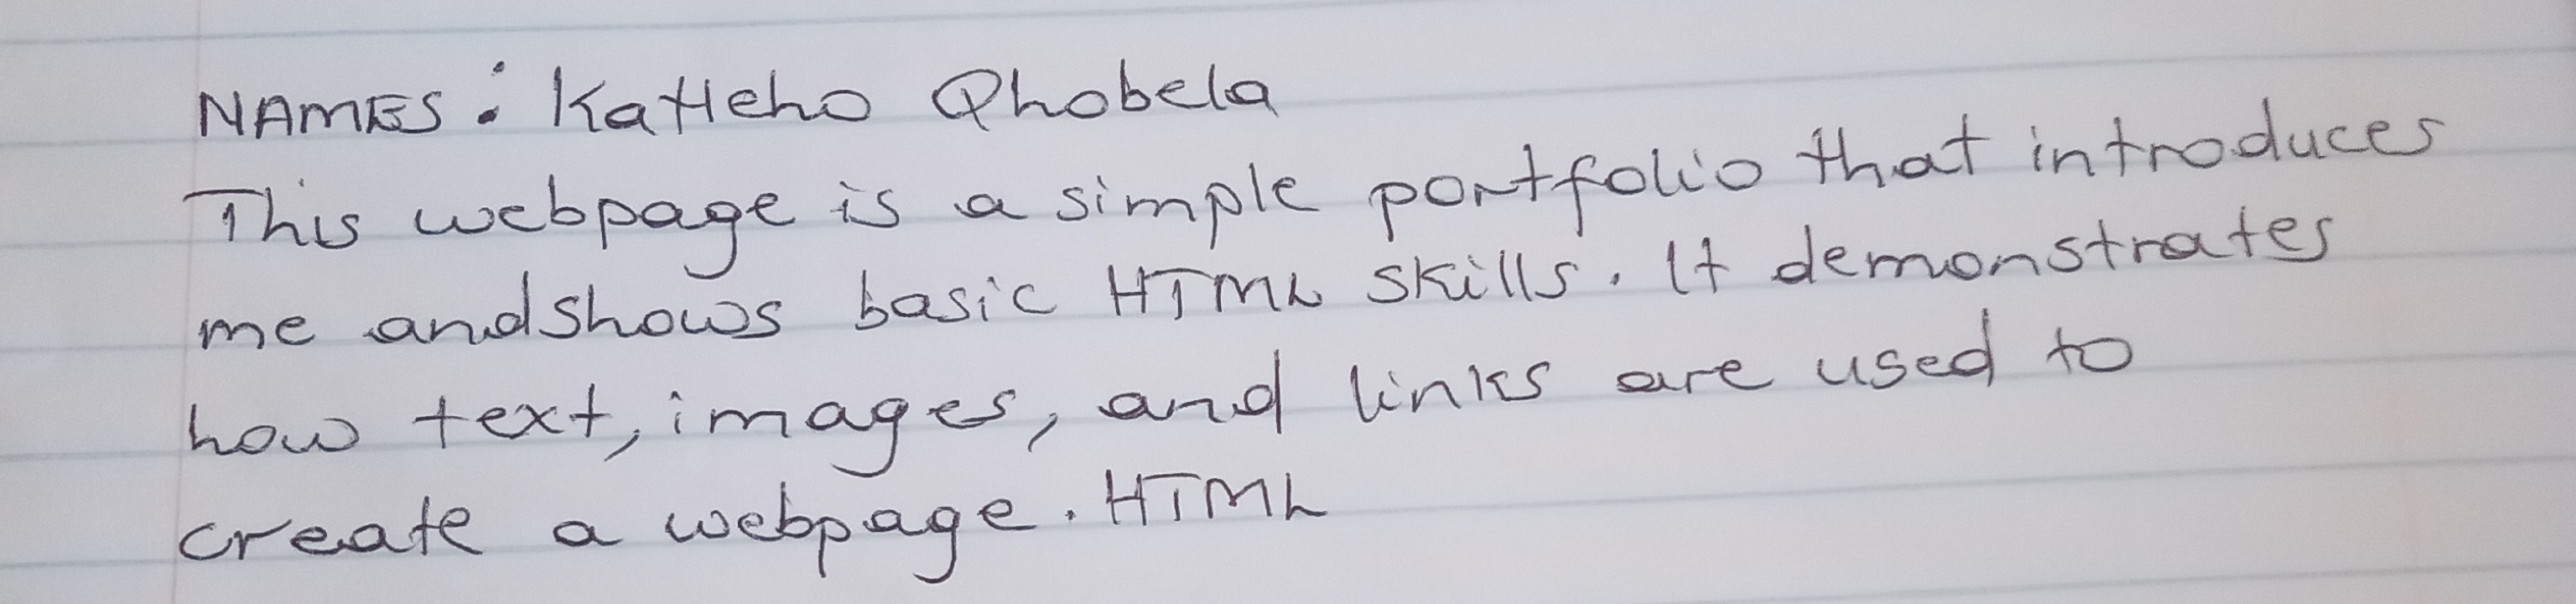 NAMES: Katleho Qhobela
This webpage is a simple portfolio that introduces
me andshows basic HTML skills. It demonstrates
how text, images, and links are used to
create a webpage. HTML